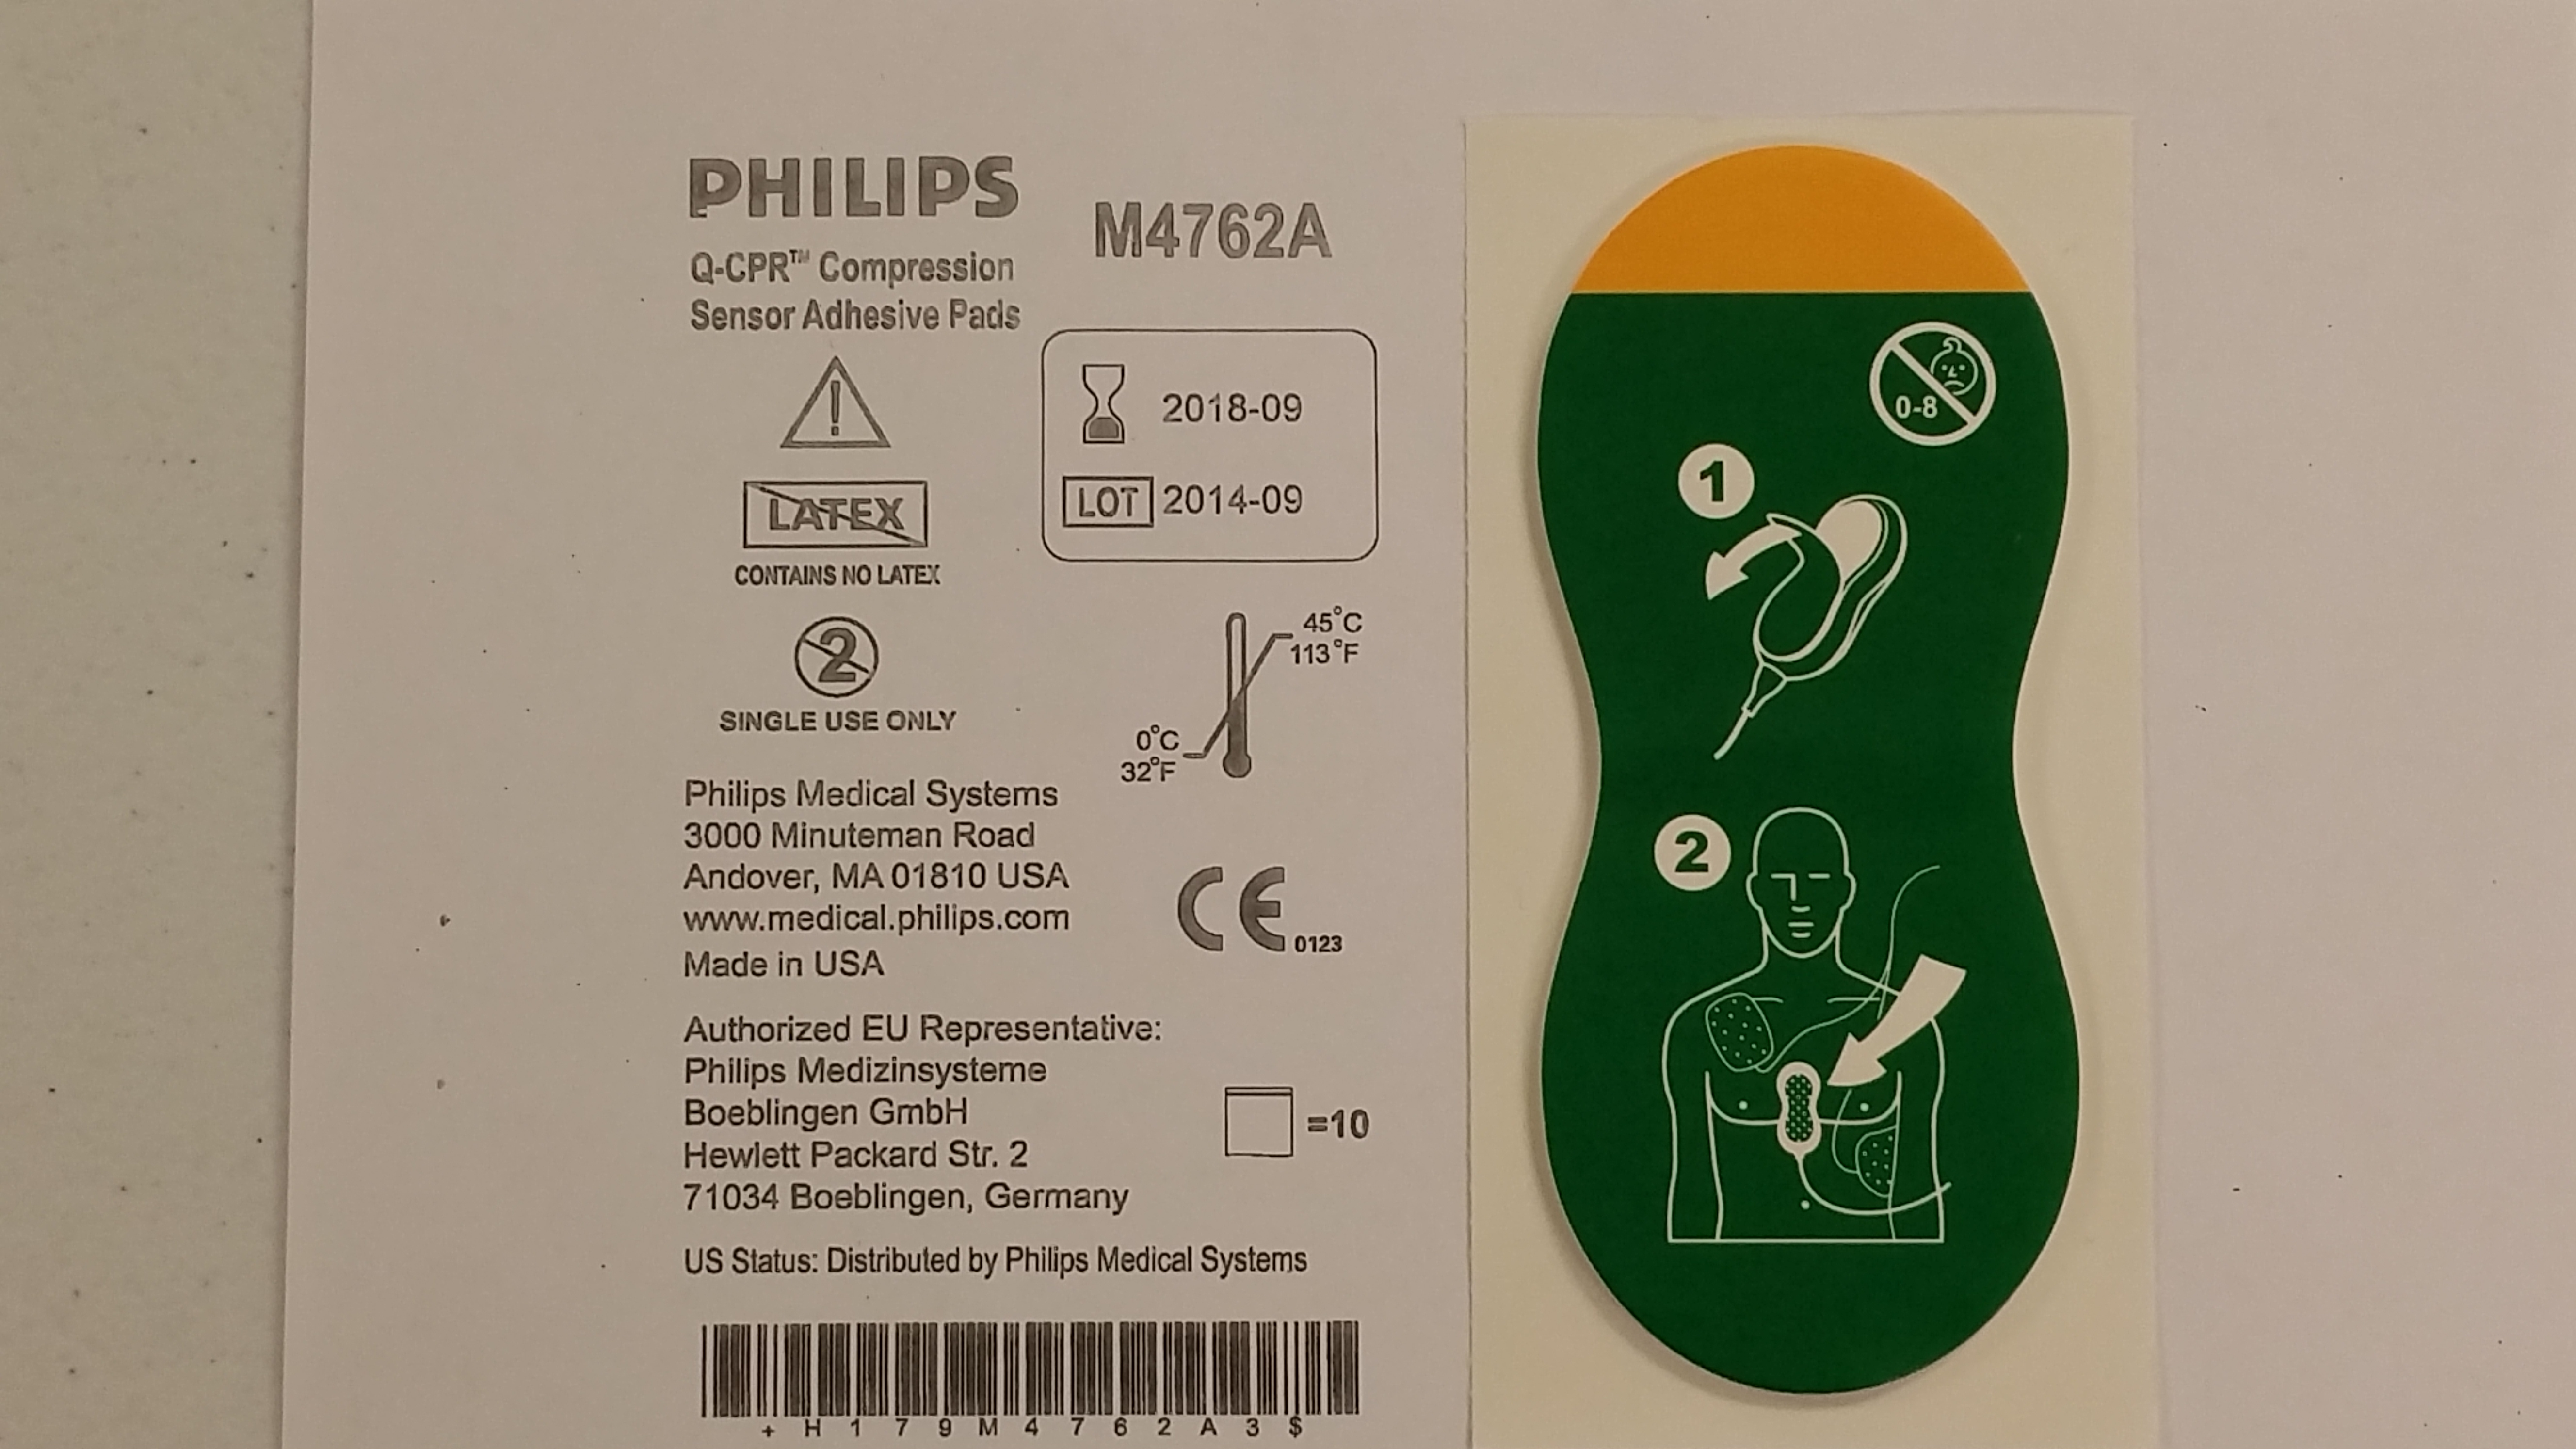 PHILIPS
M4762A
Q-CPR™ Compression
Sensor Adhesive Pads
!
2018-09
LATEX
LOT 2014-09
CONTAINS NO LATEX
2
SINGLE USE ONLY
45°C
113°F
0°C
32°F
Philips Medical Systems
3000 Minuteman Road
Andover, MA 01810 USA
www.medical.philips.com
Made in USA
CE 0123
Authorized EU Representative:
Philips Medizinsysteme
Boeblingen GmbH
Hewlett Packard Str. 2
71034 Boeblingen, Germany
=10
US Status: Distributed by Philips Medical Systems
+H179M4762A3$
0-8
1
2